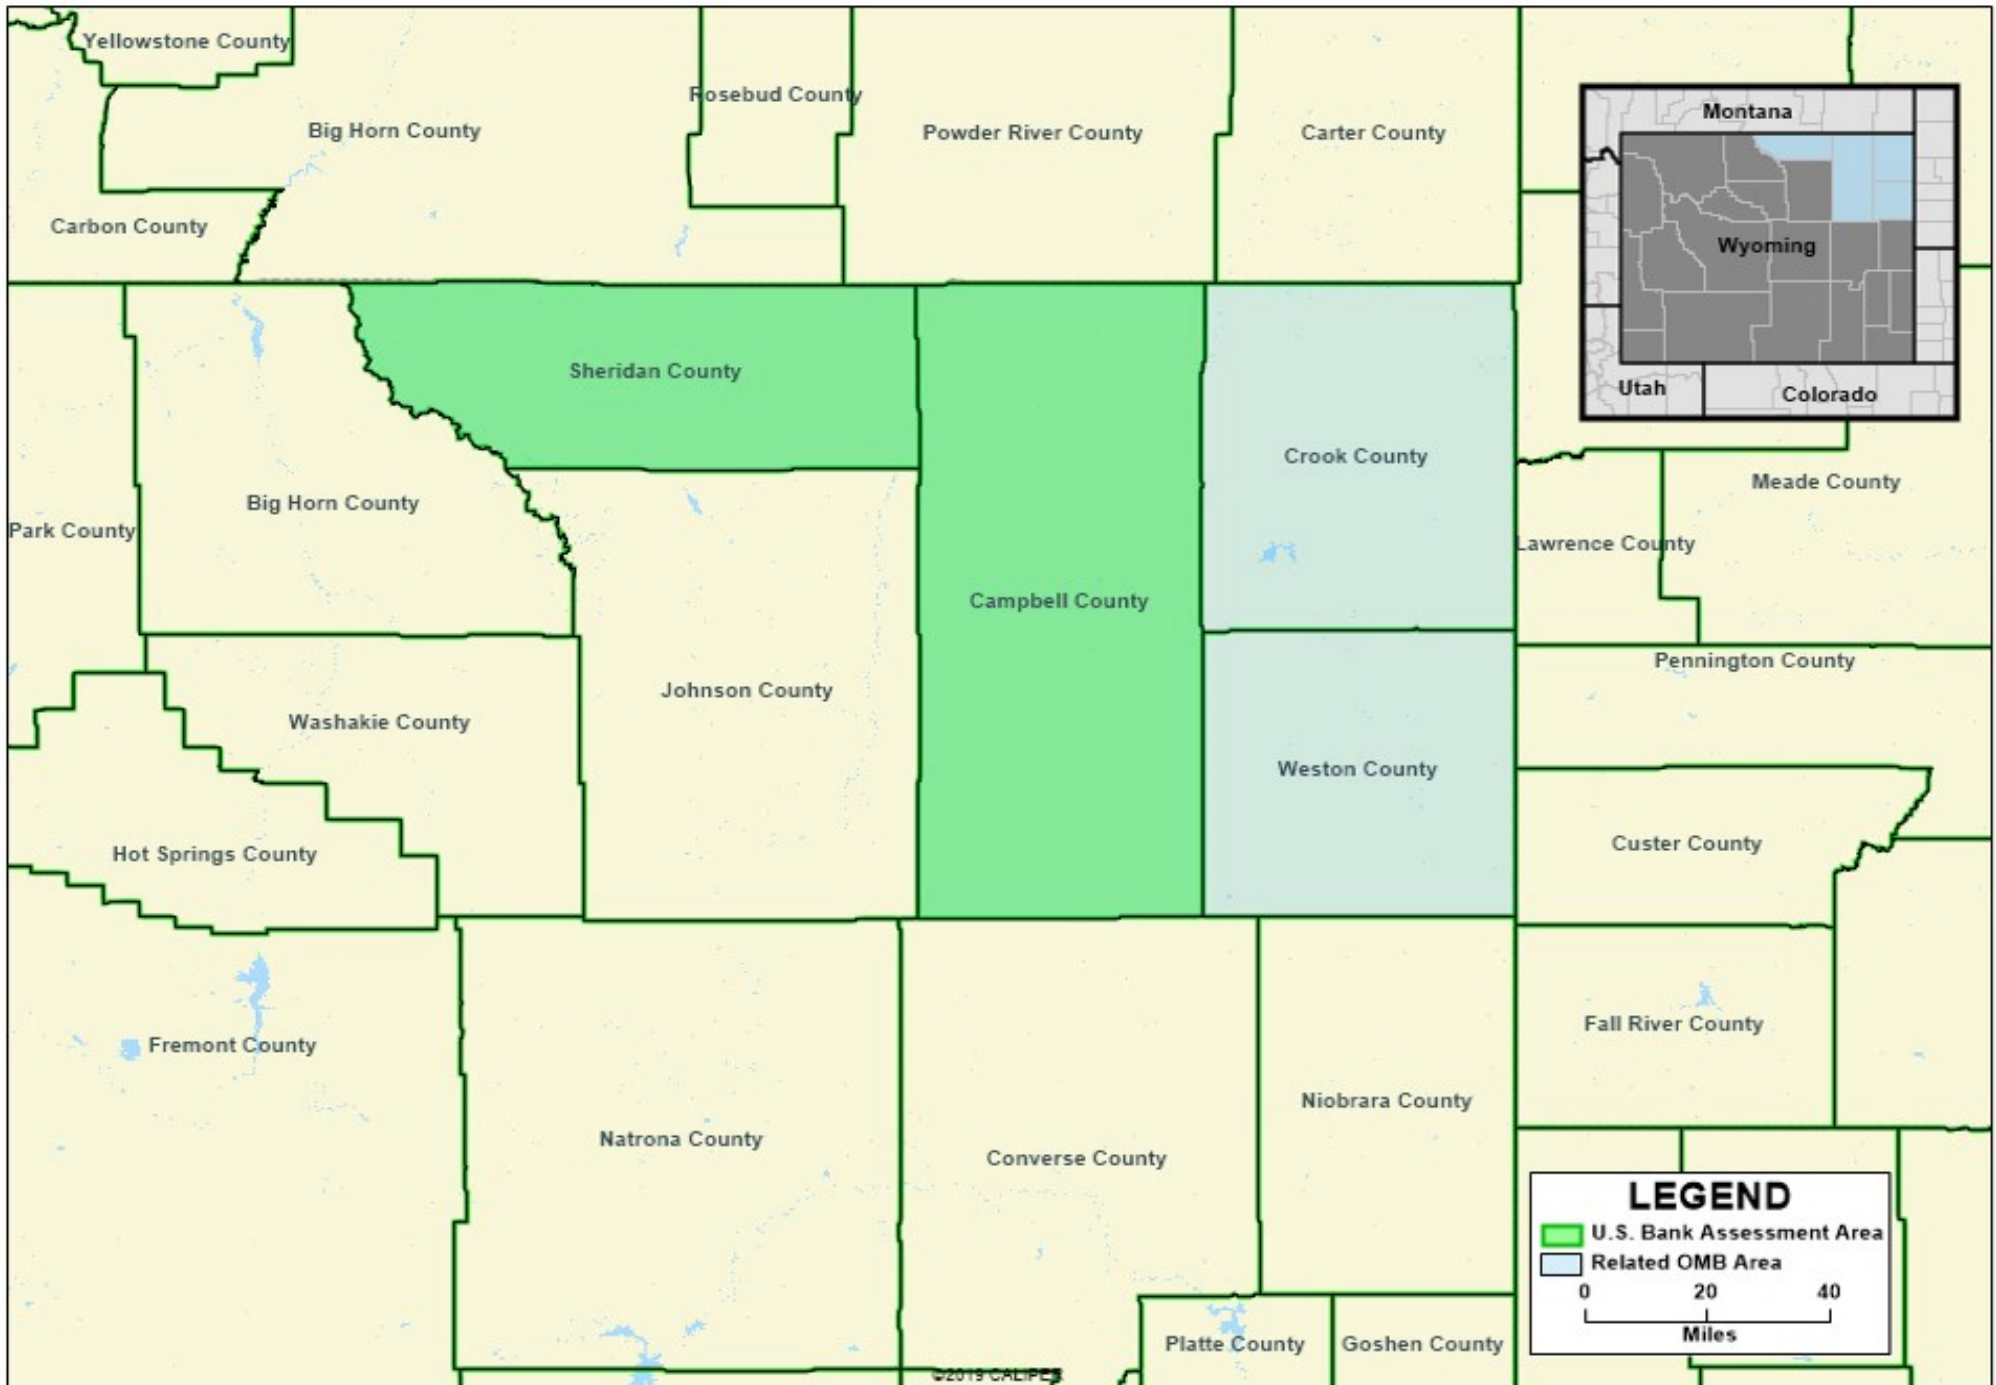 Yellowstone County
Rosebud County
Big Horn County
Powder River County
Carter County
Carbon County
Montana
Wyoming
Utah
Colorado
Sheridan County
Crook County
Meade County
Big Horn County
Park County
Lawrence County
Campbell County
Pennington County
Johnson County
Washakie County
Weston County
Custer County
Hot Springs County
Fall River County
Fremont County
Niobrara County
Natrona County
Converse County
LEGEND
U.S. Bank Assessment Area
Related OMB Area
0 20 40
Miles
Platte County
Goshen County
©2019 CALIPER